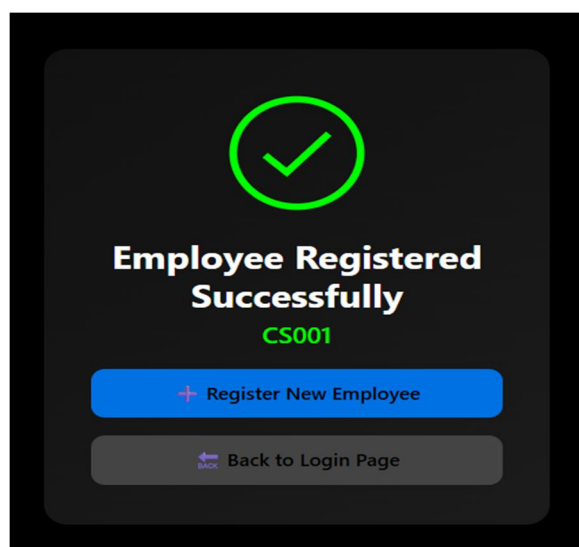 Employee Registered
Successfully
CS001
➕ Register New Employee
🔙 Back to Login Page